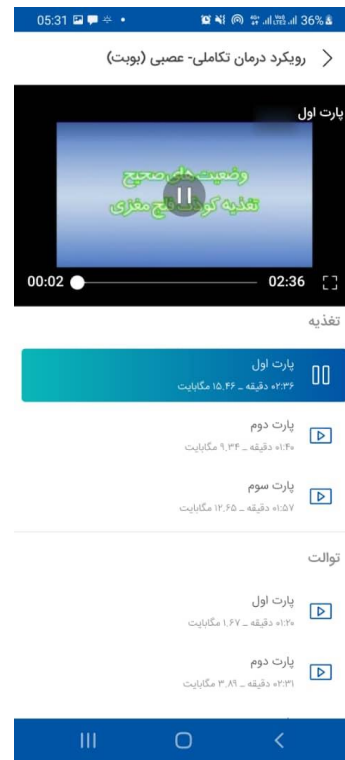 05:31
36%
رویکرد درمان تکاملی- عصبی (بوبت)
پارت اول
وضعیت های صحیح
تغذیه کودک فلج مغزی
00:02
02:36
تغذیه
پارت اول
۰۲:۳۶ دقیقه _ ۱۵,۴۶ مگابایت
پارت دوم
۰۱:۴۰ دقیقه _ ۹,۳۴ مگابایت
پارت سوم
۰۱:۵۷ دقیقه _ ۱۲,۶۵ مگابایت
توالت
پارت اول
۰۱:۲۰ دقیقه _ ۱,۶۷ مگابایت
پارت دوم
۰۲:۳۱ دقیقه _ ۳,۸۹ مگابایت